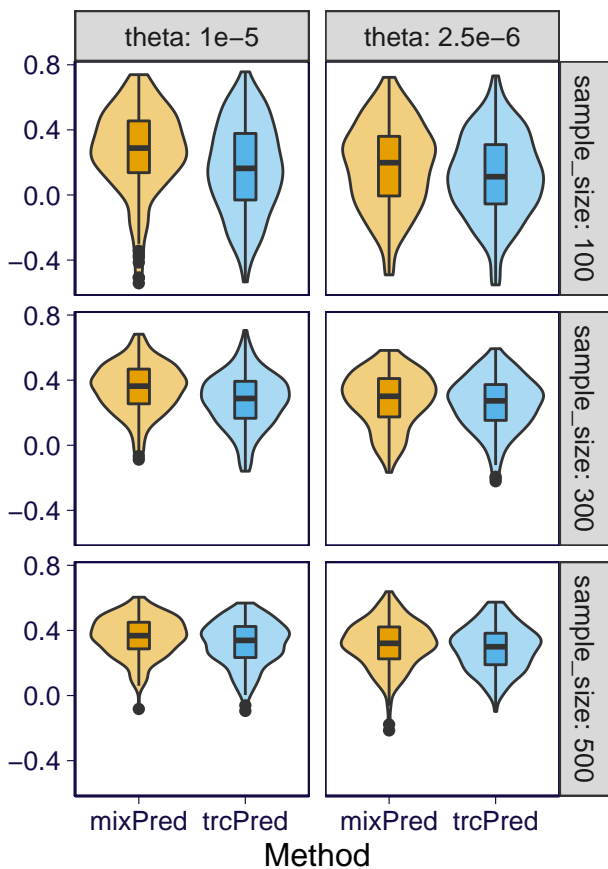 theta: 1e−5
theta: 2.5e−6
0.8
0.4
0.0
−0.4
sample_size: 100
0.8
0.4
0.0
−0.4
sample_size: 300
0.8
0.4
0.0
−0.4
sample_size: 500
mixPred trcPred mixPred trcPred
Method